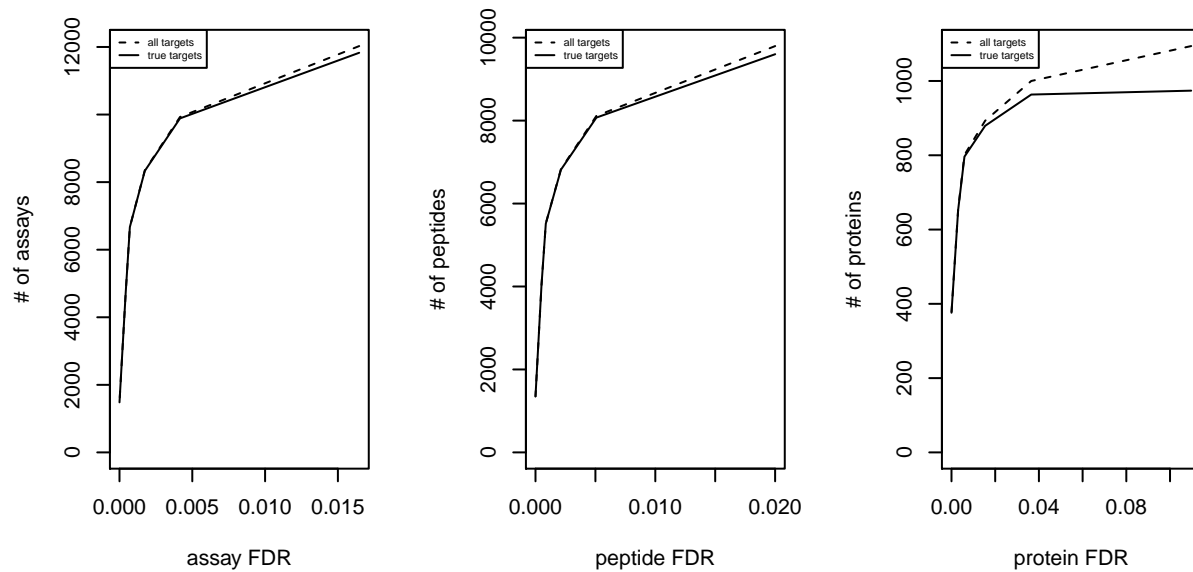 all targets
true targets
# of assays
0
2000
4000
6000
8000
12000
0.000
0.005
0.010
0.015
assay FDR
all targets
true targets
# of peptides
0
2000
4000
6000
8000
10000
0.000
0.010
0.020
peptide FDR
all targets
true targets
# of proteins
0
200
400
600
800
1000
0.00
0.04
0.08
protein FDR